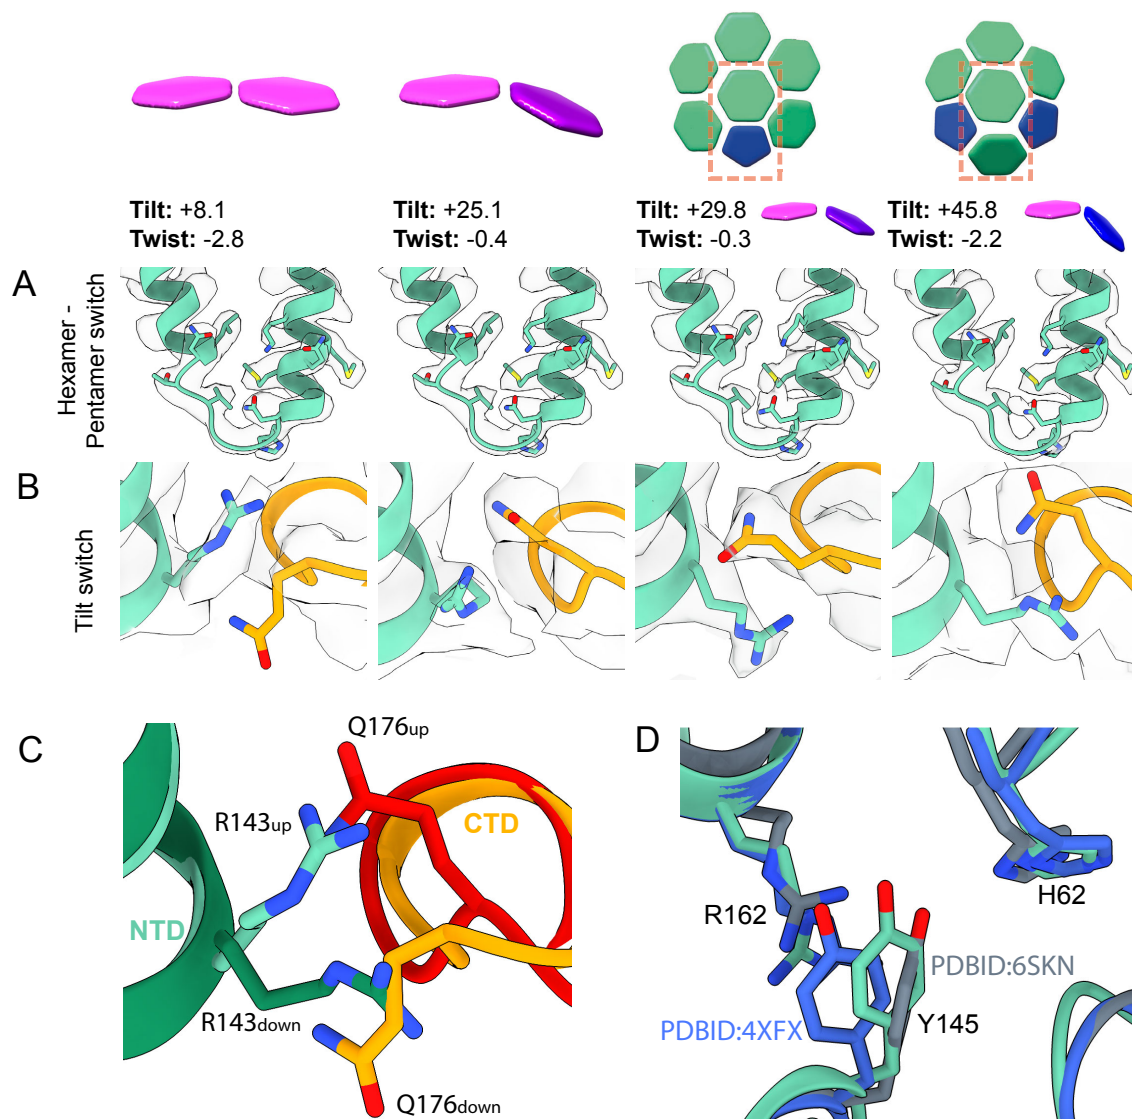 Tilt: +8.1
Twist: -2.8
Tilt: +25.1
Twist: -0.4
Tilt: +29.8
Twist: -0.3
Tilt: +45.8
Twist: -2.2
A
Hexamer -
Pentamer switch
B
Tilt switch
C
Q176up
R143up
CTD
NTD
R143down
Q176down
D
H62
R162
PDBID:6SKN
PDBID:4XFX
Y145